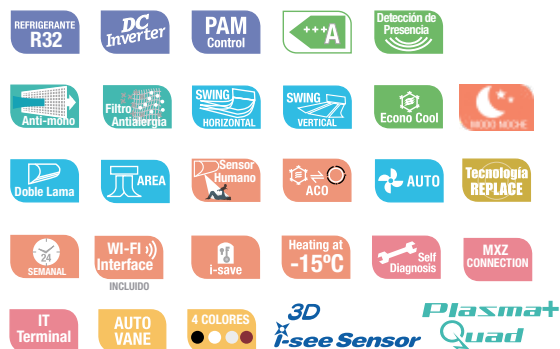 REFRIGERANTE
R32
DC
Inverter
PAM
Control
+++A
Detección de
Presencia
Anti-moho
Filtro
Antialergia
SWING
HORIZONTAL
SWING
VERTICAL
Econo Cool
MODO NOCHE
Doble Lama
AREA
Sensor
Humano
ACO
AUTO
Tecnología
REPLACE
24
SEMANAL
WI-FI
Interface
INCLUIDO
i-save
Heating at
-15ºC
Self
Diagnosis
MXZ
CONNECTION
IT
Terminal
AUTO
VANE
4 COLORES
3D
i-see Sensor
Plasma+
Quad